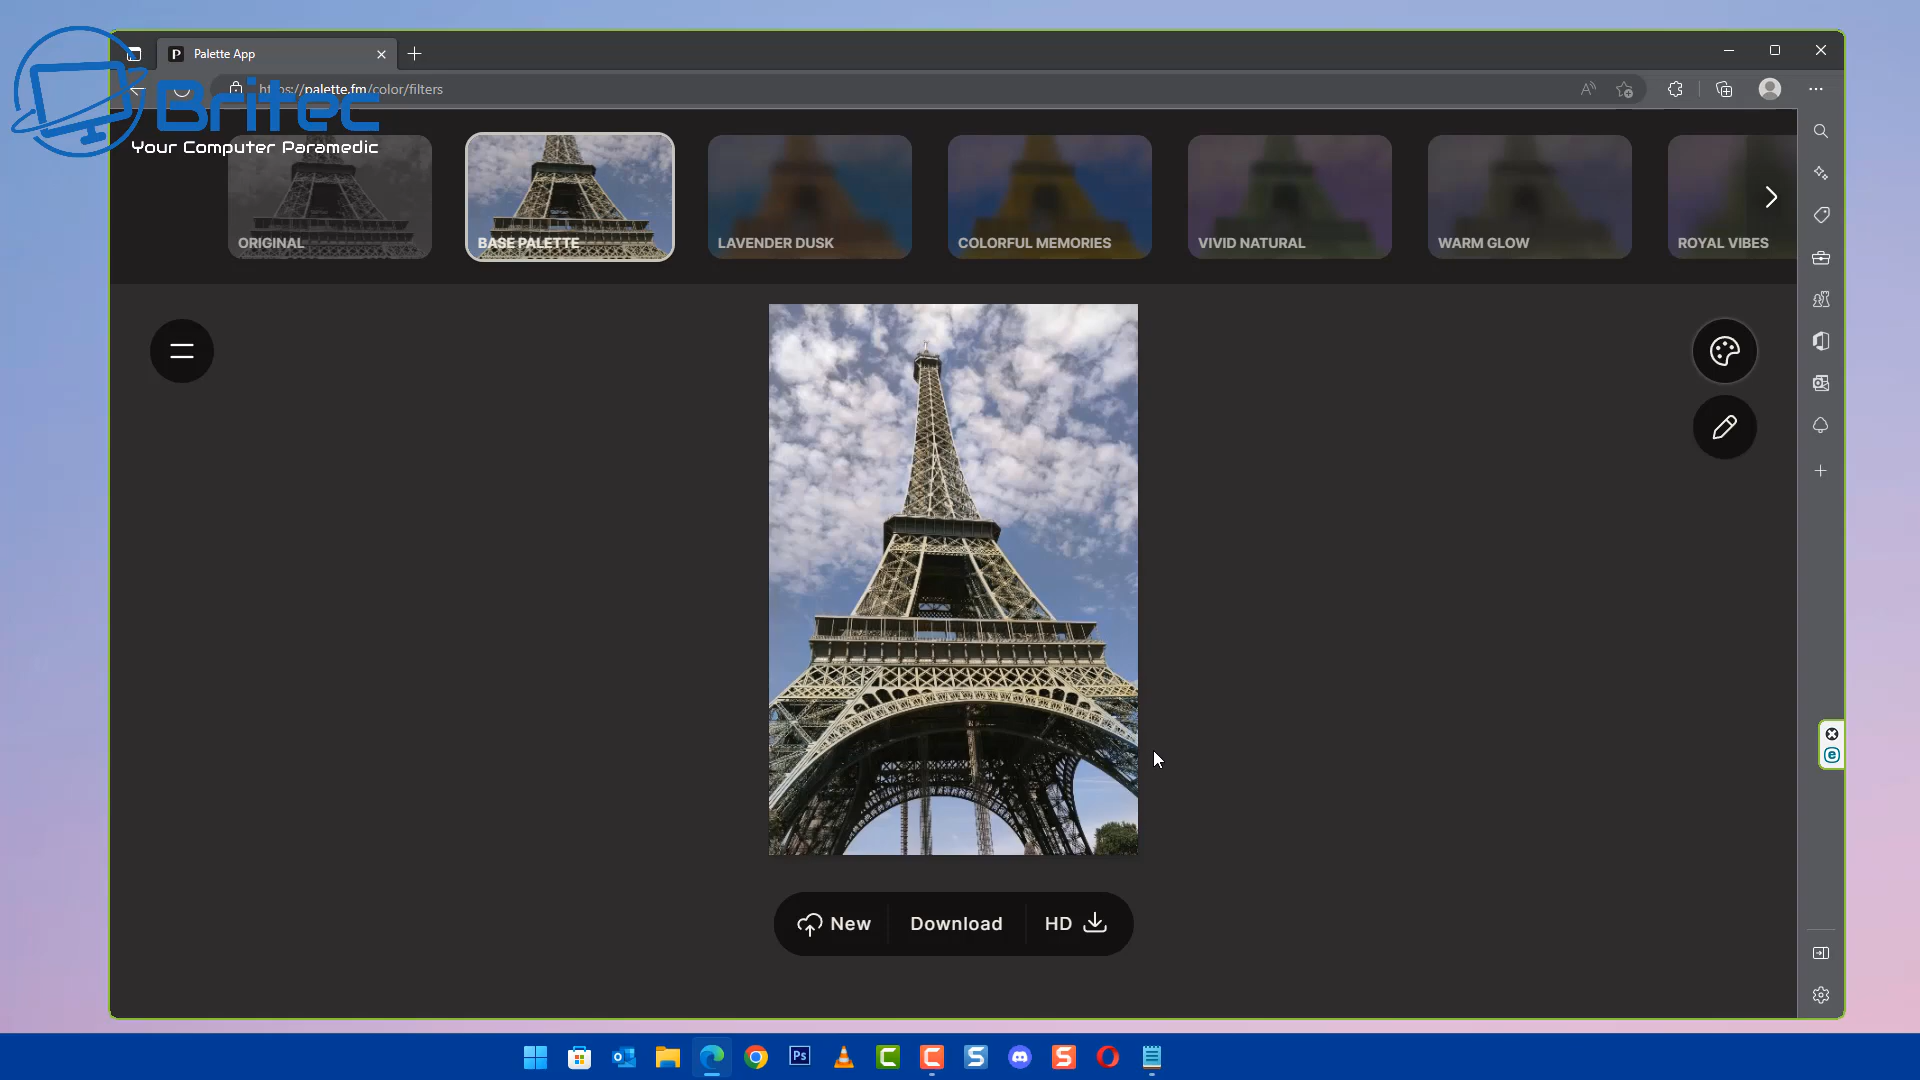 Palette App
https://palette.fm/color/filters
Britec
Your Computer Paramedic
ORIGINAL
BASE PALETTE
LAVENDER DUSK
COLORFUL MEMORIES
VIVID NATURAL
WARM GLOW
ROYAL VIBES
New
Download
HD